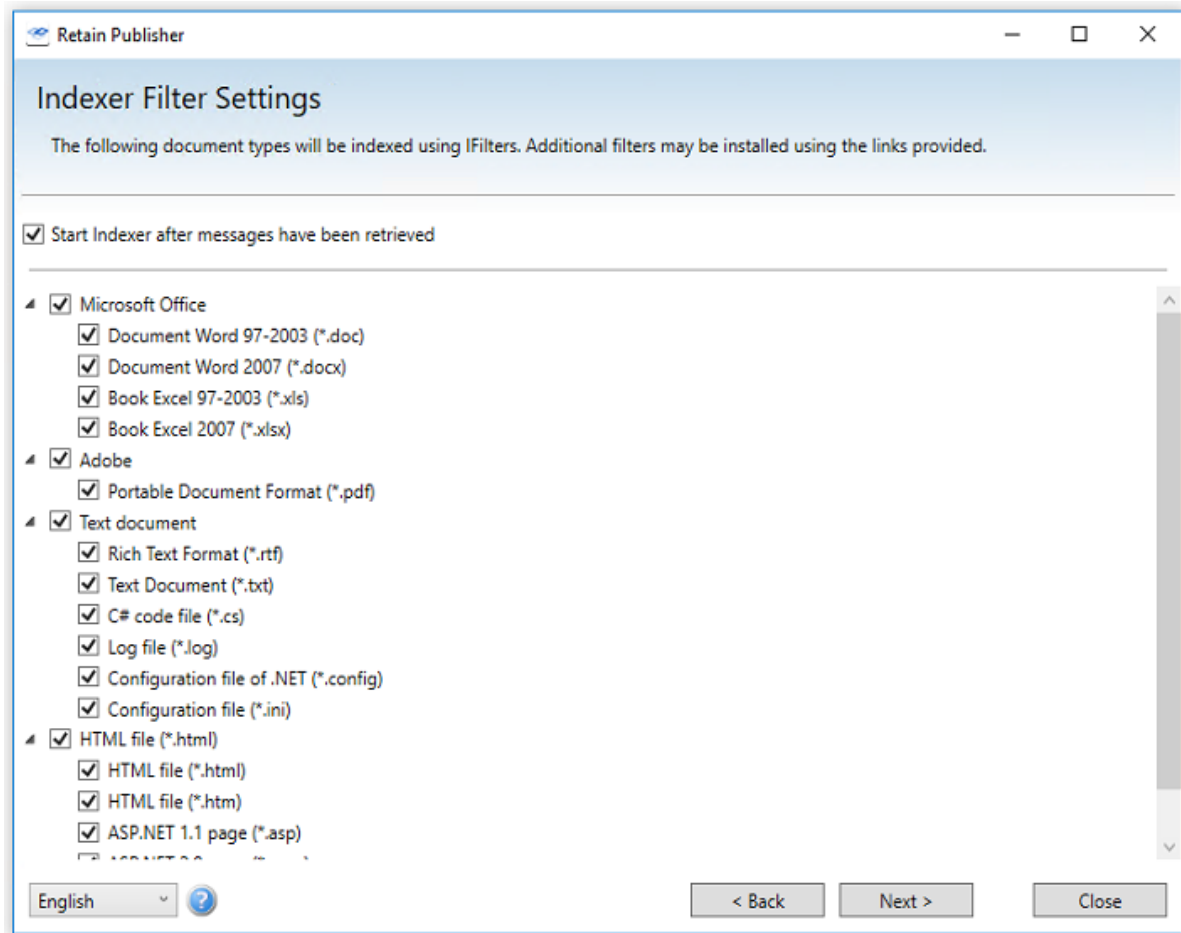 Retain Publisher
Indexer Filter Settings
The following document types will be indexed using IFilters. Additional filters may be installed using the links provided.
Start Indexer after messages have been retrieved
Microsoft Office
Document Word 97-2003 (*.doc)
Document Word 2007 (*.docx)
Book Excel 97-2003 (*.xls)
Book Excel 2007 (*.xlsx)
Adobe
Portable Document Format (*.pdf)
Text document
Rich Text Format (*.rtf)
Text Document (*.txt)
C# code file (*.cs)
Log file (*.log)
Configuration file of .NET (*.config)
Configuration file (*.ini)
HTML file (*.html)
HTML file (*.html)
HTML file (*.htm)
ASP.NET 1.1 page (*.asp)
English
?
< Back
Next >
Close